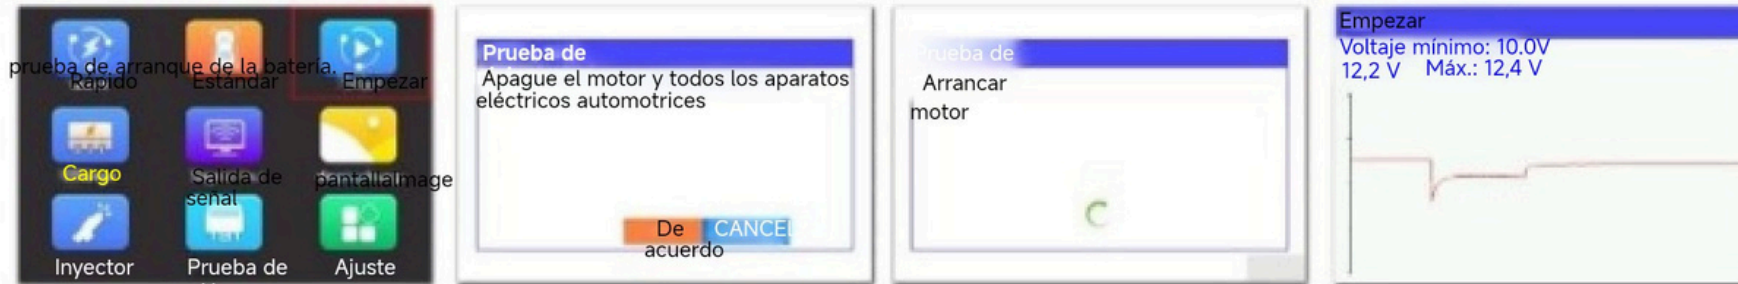 prueba de arranque de la batería.
Rápido
Estándar
Empezar
Cargo
Salida de
señal
pantallaImage
Inyector
Prueba de
Ajuste
Prueba de
Apague el motor y todos los aparatos
eléctricos automotrices
De
acuerdo
CANCEL
Prueba de
Arrancar
motor
Empezar
Voltaje mínimo: 10.0V
12,2 V Máx.: 12,4 V